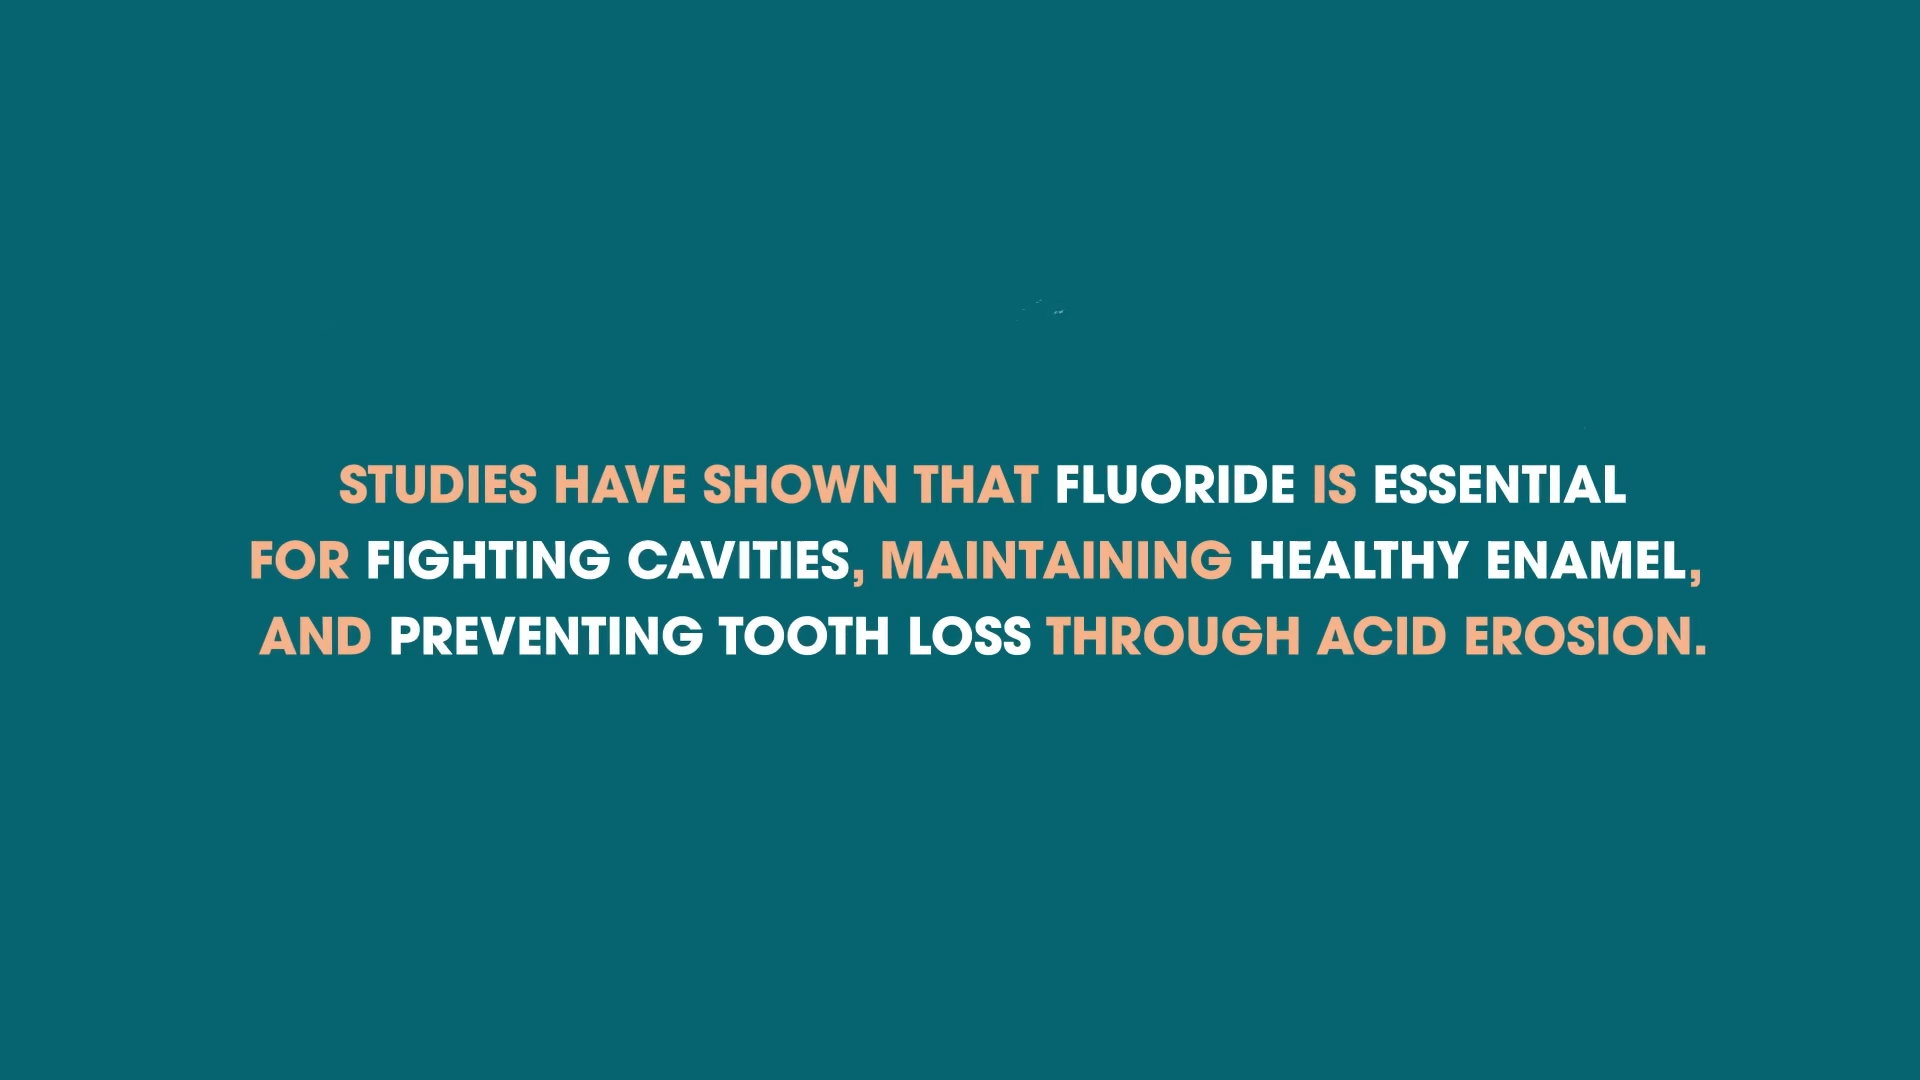 STUDIES HAVE SHOWN THAT FLUORIDE IS ESSENTIAL
FOR FIGHTING CAVITIES, MAINTAINING HEALTHY ENAMEL,
AND PREVENTING TOOTH LOSS THROUGH ACID EROSION.